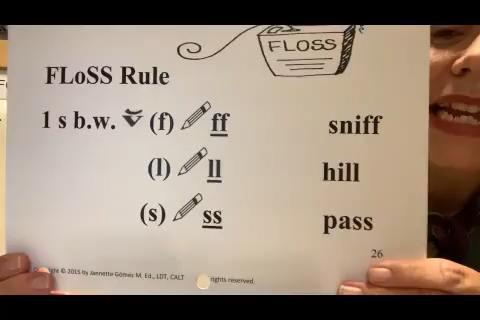 FLOSS
FLoSS Rule
1 s b.w. ˘ (f) ff sniff
(l) ll hill
(s) ss pass
26
© 2015 by Jannette Gómes M. Ed., LDT, CALT rights reserved.